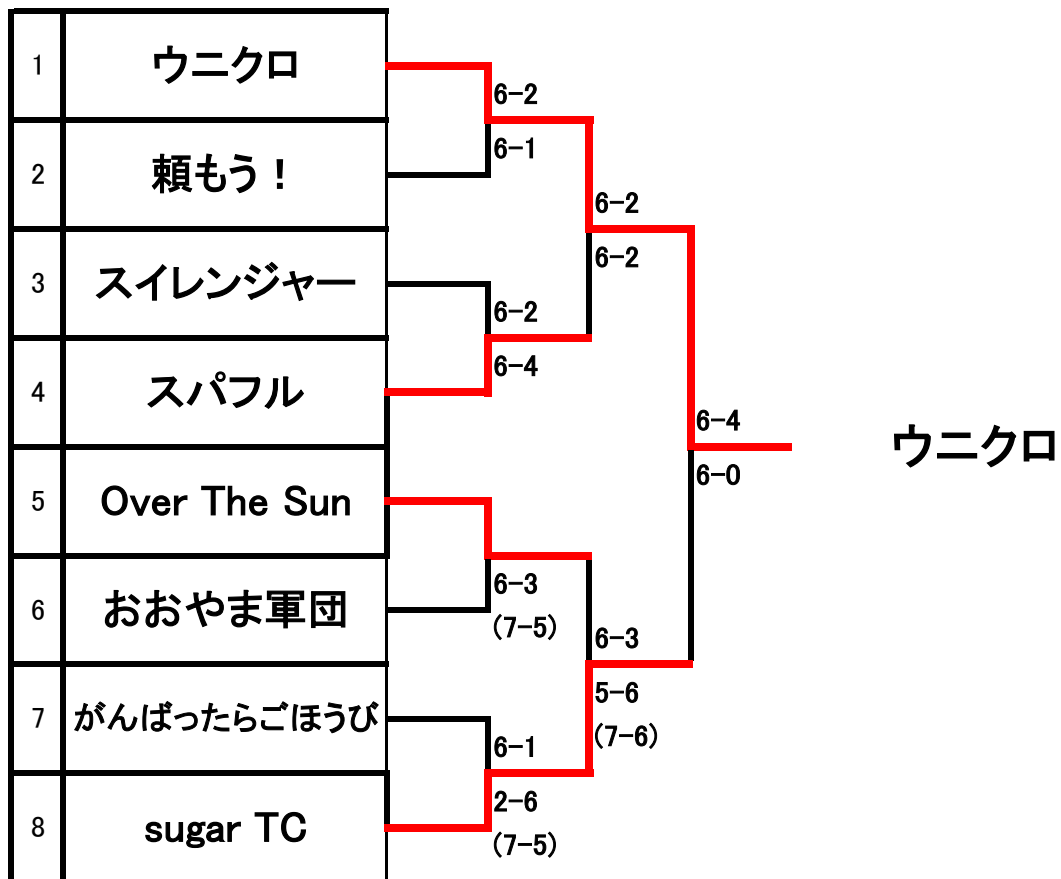 1 ウニクロ
2 頼もう！
3 スイレンジャー
4 スパフル
5 Over The Sun
6 おおやま軍団
7 がんばったらごほうび
8 sugar TC
6-2
6-1
6-2
6-4
6-3
(7-5)
6-1
2-6
(7-5)
6-2
6-2
6-3
5-6
(7-6)
6-4
6-0
ウニクロ